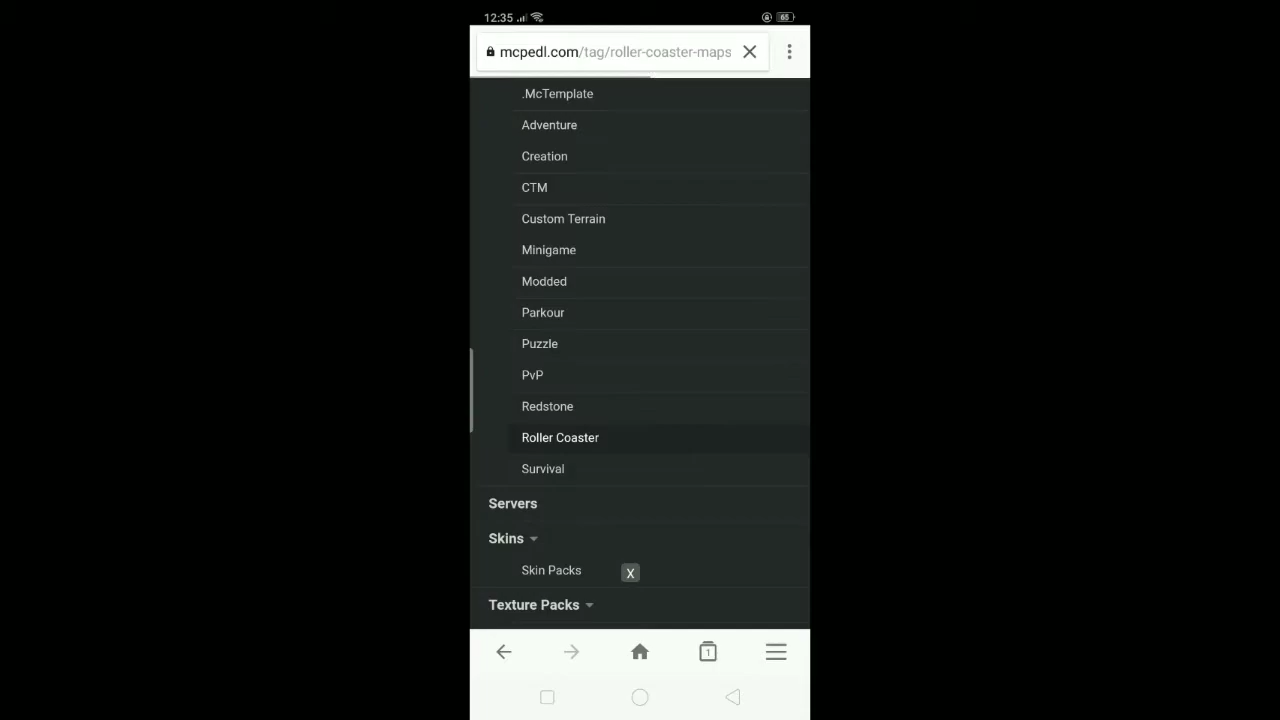 12:35
65
mcpedl.com/tag/roller-coaster-maps
.McTemplate
Adventure
Creation
CTM
Custom Terrain
Minigame
Modded
Parkour
Puzzle
PvP
Redstone
Roller Coaster
Survival
Servers
Skins
Skin Packs
X
Texture Packs
1